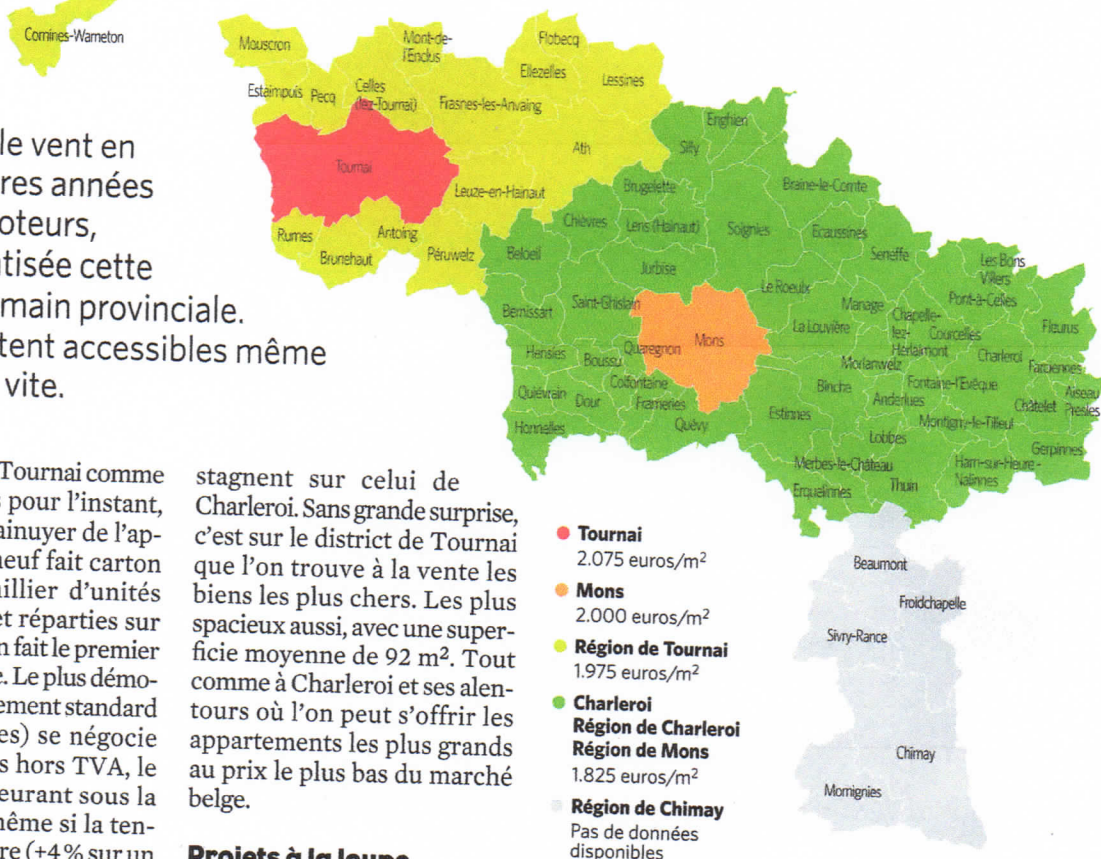 Comines-Warneton
Mouscron
Mont-de-
l'Enclus
Flobecq
Ellezelles
Lessines
Estaimpuis
Pecq
Celles
(lez-Tournai)
Frasnes-les-Anvaing
Enghien
Silly
Ath
Tournai
Leuze-en-Hainaut
Brugelette
Braine-le-Comte
Chièvres
Lens (Hainaut)
Soignies
Ecaussines
Rumes
Antoing
Brunehaut
Péruwelz
Beloeil
Jurbise
Seneffe
Les Bons
Villers
Le Roeulx
Pont-à-Celles
Bernissart
Saint-Ghislain
Manage
Chapelle-
lez-
Herlaimont
Courcelles
Fleurus
La Louvière
Mons
Quaregnon
Hensies
Boussu
Morlanwelz
Charleroi
Farciennes
Colfontaine
Binche
Fontaine-l'Evêque
Aiseau
Presles
Quiévrain
Dour
Frameries
Anderlues
Châtelet
Estinnes
Montigny-le-Tilleul
Honnelles
Quévy
Lobbes
Gerpinnes
Merbes-le-Château
Ham-sur-Heure-
Nalinnes
Erquelinnes
Thuin
Beaumont
Froidchapelle
Sivry-Rance
Chimay
Momignies
le vent en
res années
oteurs,
atisée cette
main provinciale.
tent accessibles même
vite.
Tournai comme
s pour l'instant,
ainuyer de l'ap-
neuf fait carton
illier d'unités
et réparties sur
n fait le premier
e. Le plus démo-
ement standard
es) se négocie
s hors TVA, le
eurant sous la
même si la ten-
re (+4 % sur un
stagnent sur celui de
Charleroi. Sans grande surprise,
c'est sur le district de Tournai
que l'on trouve à la vente les
biens les plus chers. Les plus
spacieux aussi, avec une super-
ficie moyenne de 92 m². Tout
comme à Charleroi et ses alen-
tours où l'on peut s'offrir les
appartements les plus grands
au prix le plus bas du marché
belge.
Projets à la loupe
Tournai
2.075 euros/m²
Mons
2.000 euros/m²
Région de Tournai
1.975 euros/m²
Charleroi
Région de Charleroi
Région de Mons
1.825 euros/m²
Région de Chimay
Pas de données
disponibles